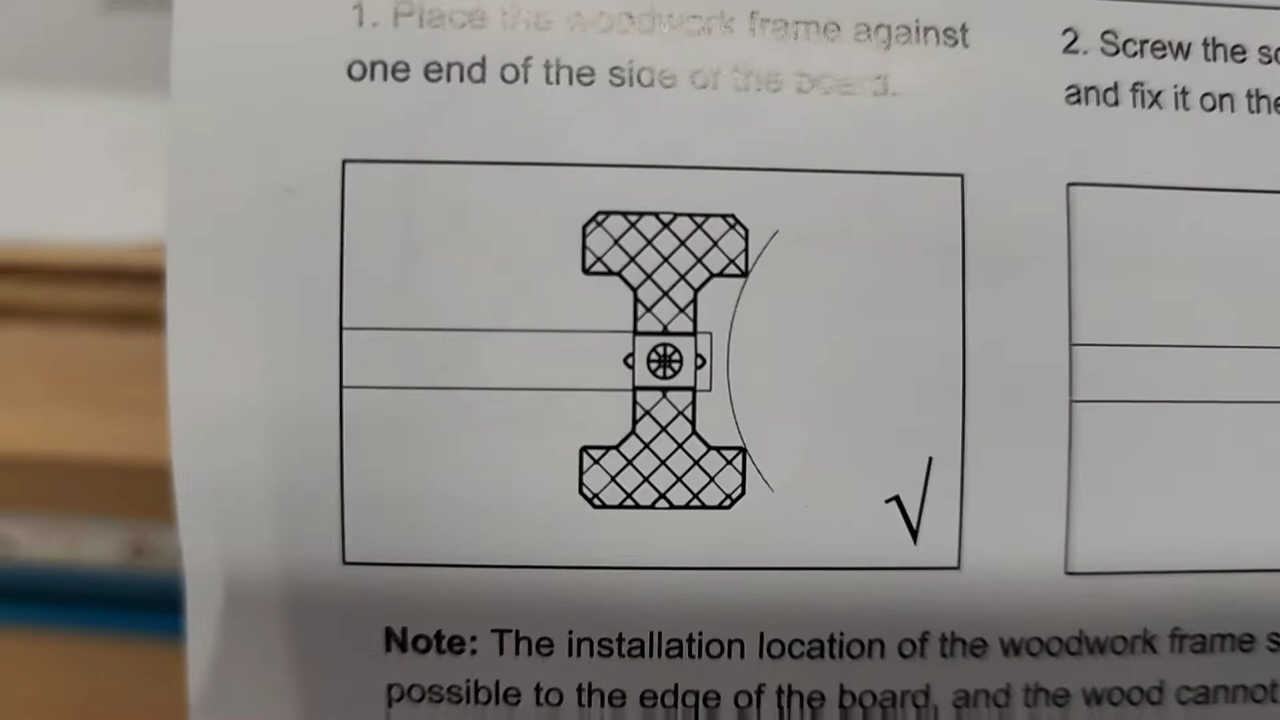 1. Place the woodwork frame against
one end of the side of the board.
2. Screw the
and fix it on the
√
Note: The installation location of the woodwork frame
possible to the edge of the board, and the wood cannot